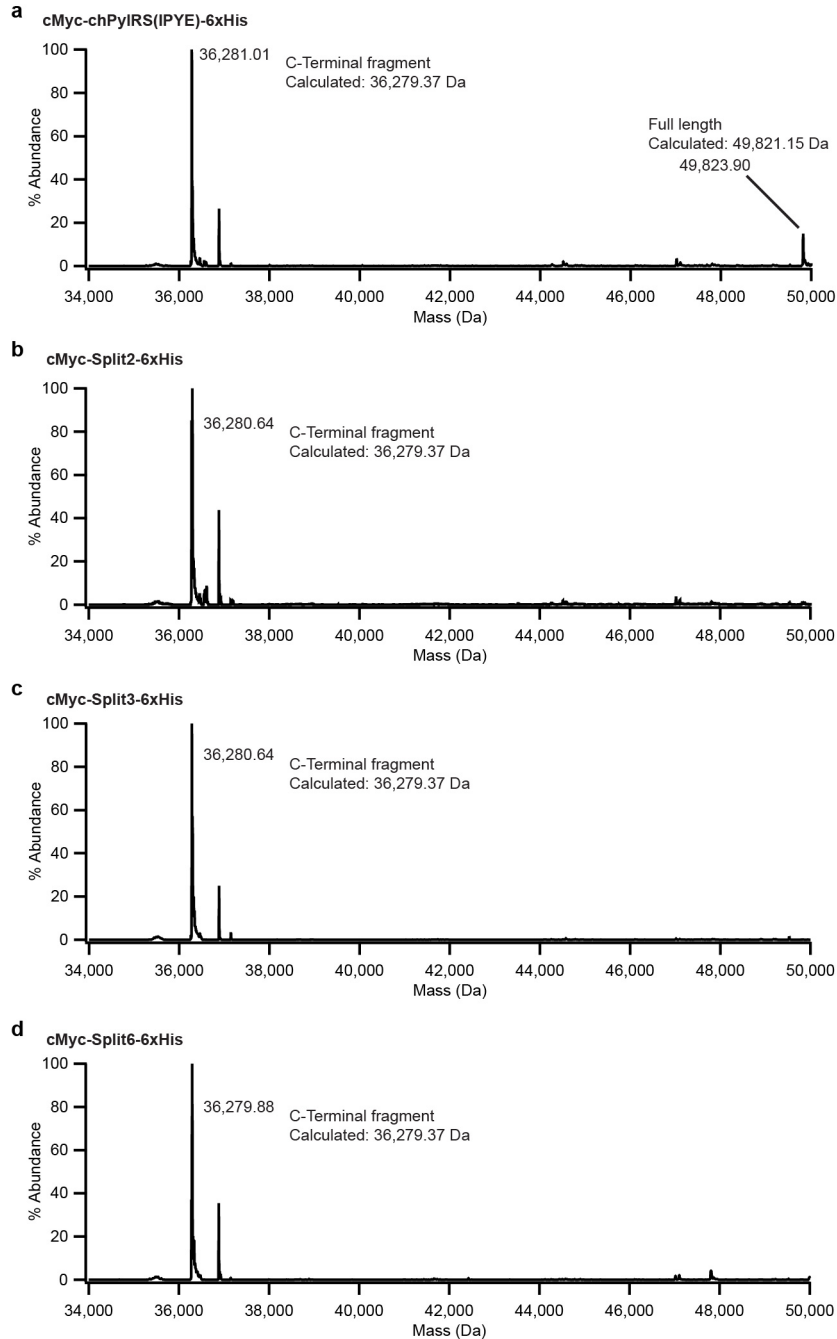 a
cMyc-chPylRS(IPYE)-6xHis
100
80
60
40
20
0
% Abundance
36,281.01
C-Terminal fragment
Calculated: 36,279.37 Da
Full length
Calculated: 49,821.15 Da
49,823.90
34,000 36,000 38,000 40,000 42,000 44,000 46,000 48,000 50,000
Mass (Da)
b
cMyc-Split2-6xHis
100
80
60
40
20
0
% Abundance
36,280.64
C-Terminal fragment
Calculated: 36,279.37 Da
34,000 36,000 38,000 40,000 42,000 44,000 46,000 48,000 50,000
Mass (Da)
c
cMyc-Split3-6xHis
100
80
60
40
20
0
% Abundance
36,280.64
C-Terminal fragment
Calculated: 36,279.37 Da
34,000 36,000 38,000 40,000 42,000 44,000 46,000 48,000 50,000
Mass (Da)
d
cMyc-Split6-6xHis
100
80
60
40
20
0
% Abundance
36,279.88
C-Terminal fragment
Calculated: 36,279.37 Da
34,000 36,000 38,000 40,000 42,000 44,000 46,000 48,000 50,000
Mass (Da)